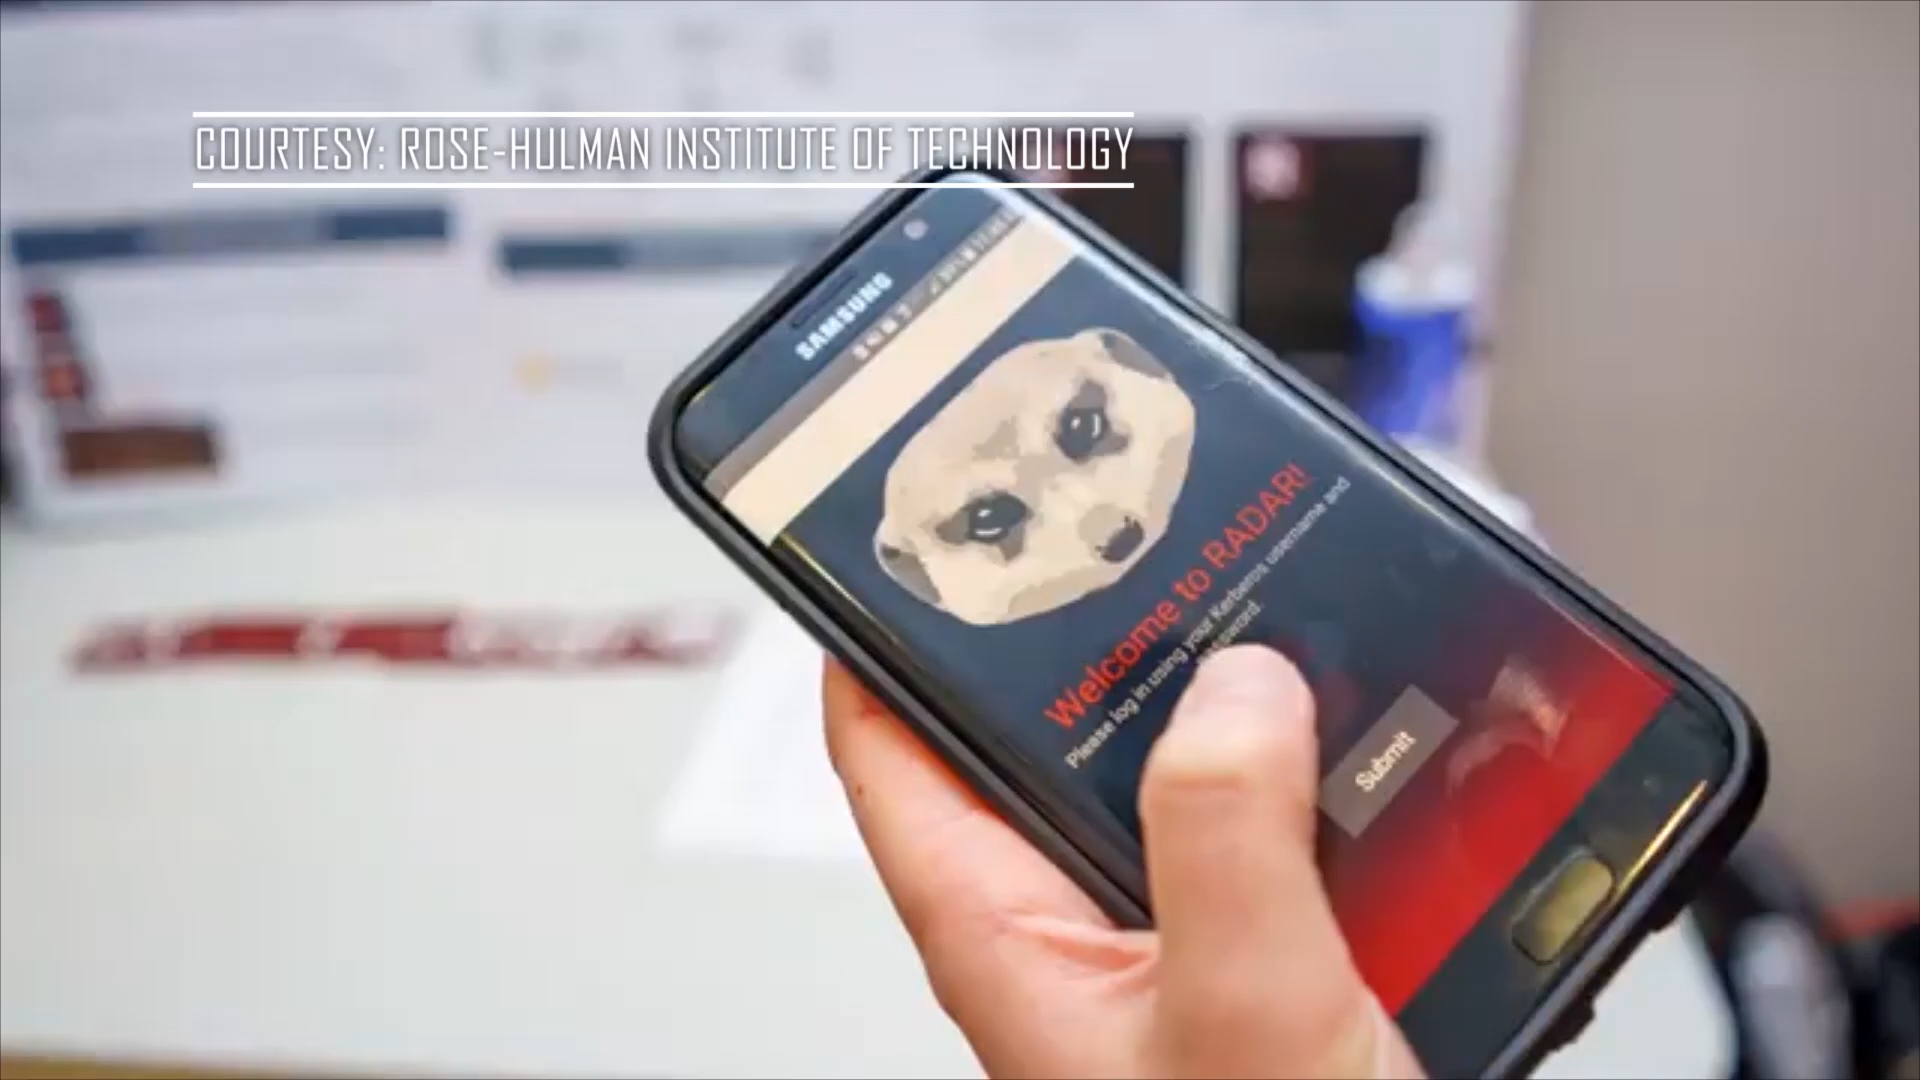 COURTESY: ROSE-HULMAN INSTITUTE OF TECHNOLOGY
SAMSUNG
Welcome to RADAR!
Please log in using your Kerberos username and
password.
Submit